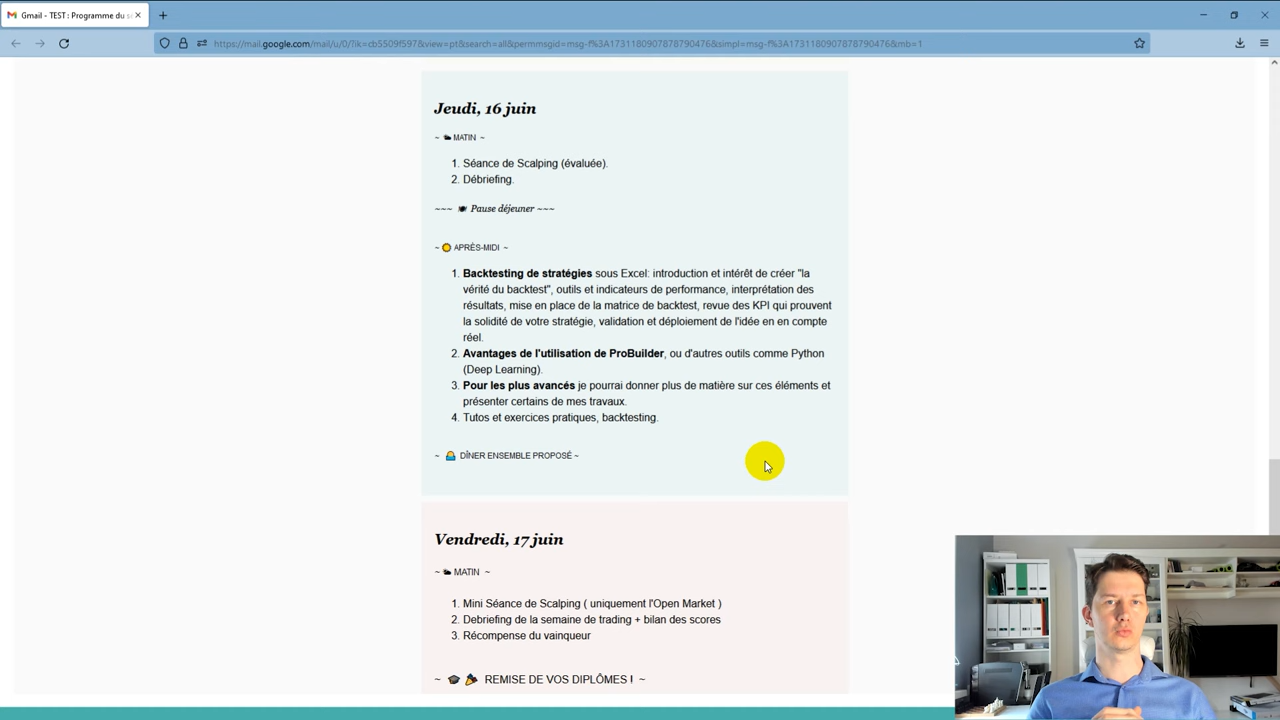 Gmail - TEST : Programme du s
https://mail.google.com/mail/u/0/?ik=cb5509f597&view=pt&search=all&permmsgid=msg-f%3A1731180907878790476&simpl=msg-f%3A1731180907878790476&mb=1
Jeudi, 16 juin
~ MATIN ~
1. Séance de Scalping (évaluée).
2. Débriefing.
~~~ Pause déjeuner ~~~
~ APRÈS-MIDI ~
1. Backtesting de stratégies sous Excel: introduction et intérêt de créer "la
vérité du backtest", outils et indicateurs de performance, interprétation des
résultats, mise en place de la matrice de backtest, revue des KPI qui prouvent
la solidité de votre stratégie, validation et déploiement de l'idée en en compte
réel.
2. Avantages de l'utilisation de ProBuilder, ou d'autres outils comme Python
(Deep Learning).
3. Pour les plus avancés je pourrai donner plus de matière sur ces éléments et
présenter certains de mes travaux.
4. Tutos et exercices pratiques, backtesting.
~ DÎNER ENSEMBLE PROPOSÉ ~
Vendredi, 17 juin
~ MATIN ~
1. Mini Séance de Scalping ( uniquement l'Open Market )
2. Debriefing de la semaine de trading + bilan des scores
3. Récompense du vainqueur
~ REMISE DE VOS DIPLÔMES ! ~